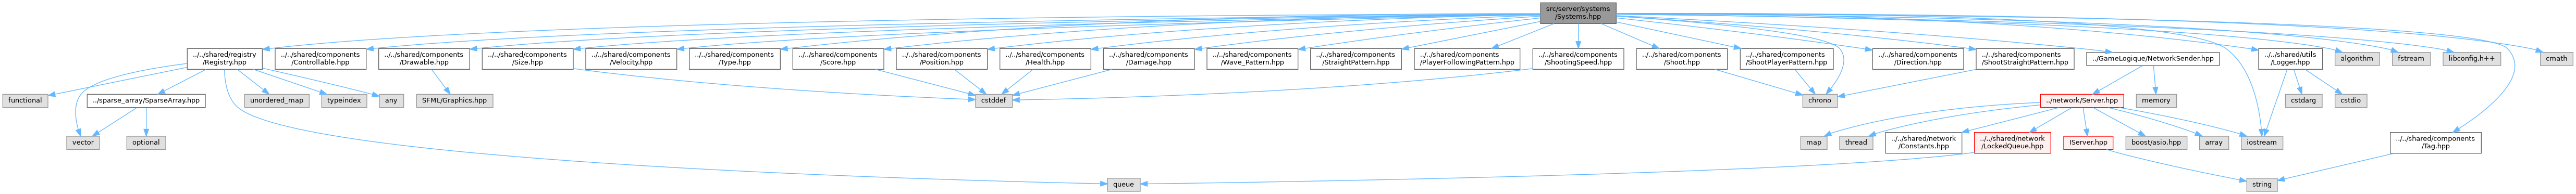 src/server/systems
/Systems.hpp
../../shared/registry
/Registry.hpp
../../shared/components
/Controllable.hpp
../../shared/components
/Drawable.hpp
../../shared/components
/Size.hpp
../../shared/components
/Velocity.hpp
../../shared/components
/Type.hpp
../../shared/components
/Score.hpp
../../shared/components
/Position.hpp
../../shared/components
/Health.hpp
../../shared/components
/Damage.hpp
../../shared/components
/Wave_Pattern.hpp
../../shared/components
/StraightPattern.hpp
../../shared/components
/PlayerFollowingPattern.hpp
../../shared/components
/ShootingSpeed.hpp
../../shared/components
/Shoot.hpp
../../shared/components
/ShootPlayerPattern.hpp
../../shared/components
/Direction.hpp
../../shared/components
/ShootStraightPattern.hpp
../GameLogique/NetworkSender.hpp
../../shared/utils
/Logger.hpp
algorithm
fstream
libconfig.h++
cmath
functional
../sparse_array/SparseArray.hpp
unordered_map
typeindex
any
SFML/Graphics.hpp
cstddef
chrono
../network/Server.hpp
memory
cstdarg
cstdio
vector
optional
map
thread
../../shared/network
/Constants.hpp
../../shared/network
/LockedQueue.hpp
IServer.hpp
boost/asio.hpp
array
iostream
../../shared/components
/Tag.hpp
queue
string